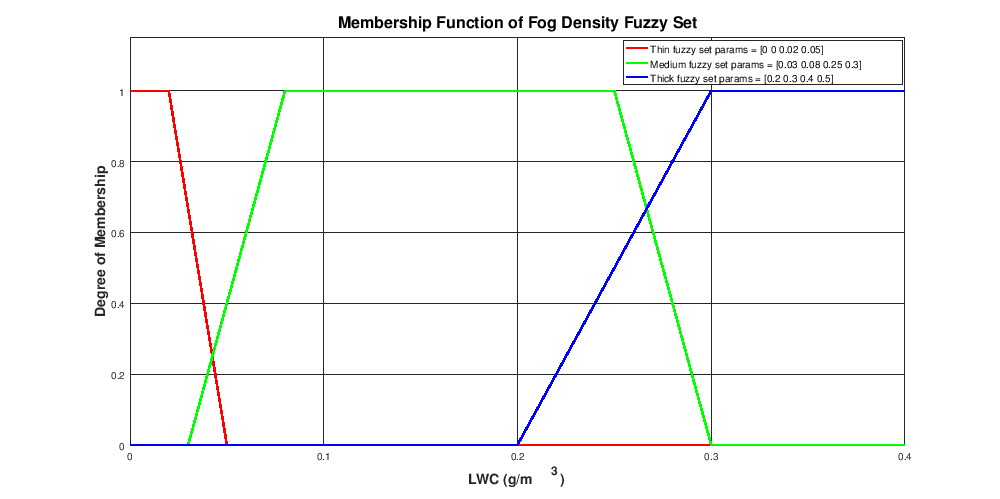 Membership Function of Fog Density Fuzzy Set
Thin fuzzy set params = [0 0 0.02 0.05]
Medium fuzzy set params = [0.03 0.08 0.25 0.3]
Thick fuzzy set params = [0.2 0.3 0.4 0.5]
Degree of Membership
1
0.8
0.6
0.4
0.2
0
0 0.1 0.2 0.3 0.4
LWC (g/m 3 )